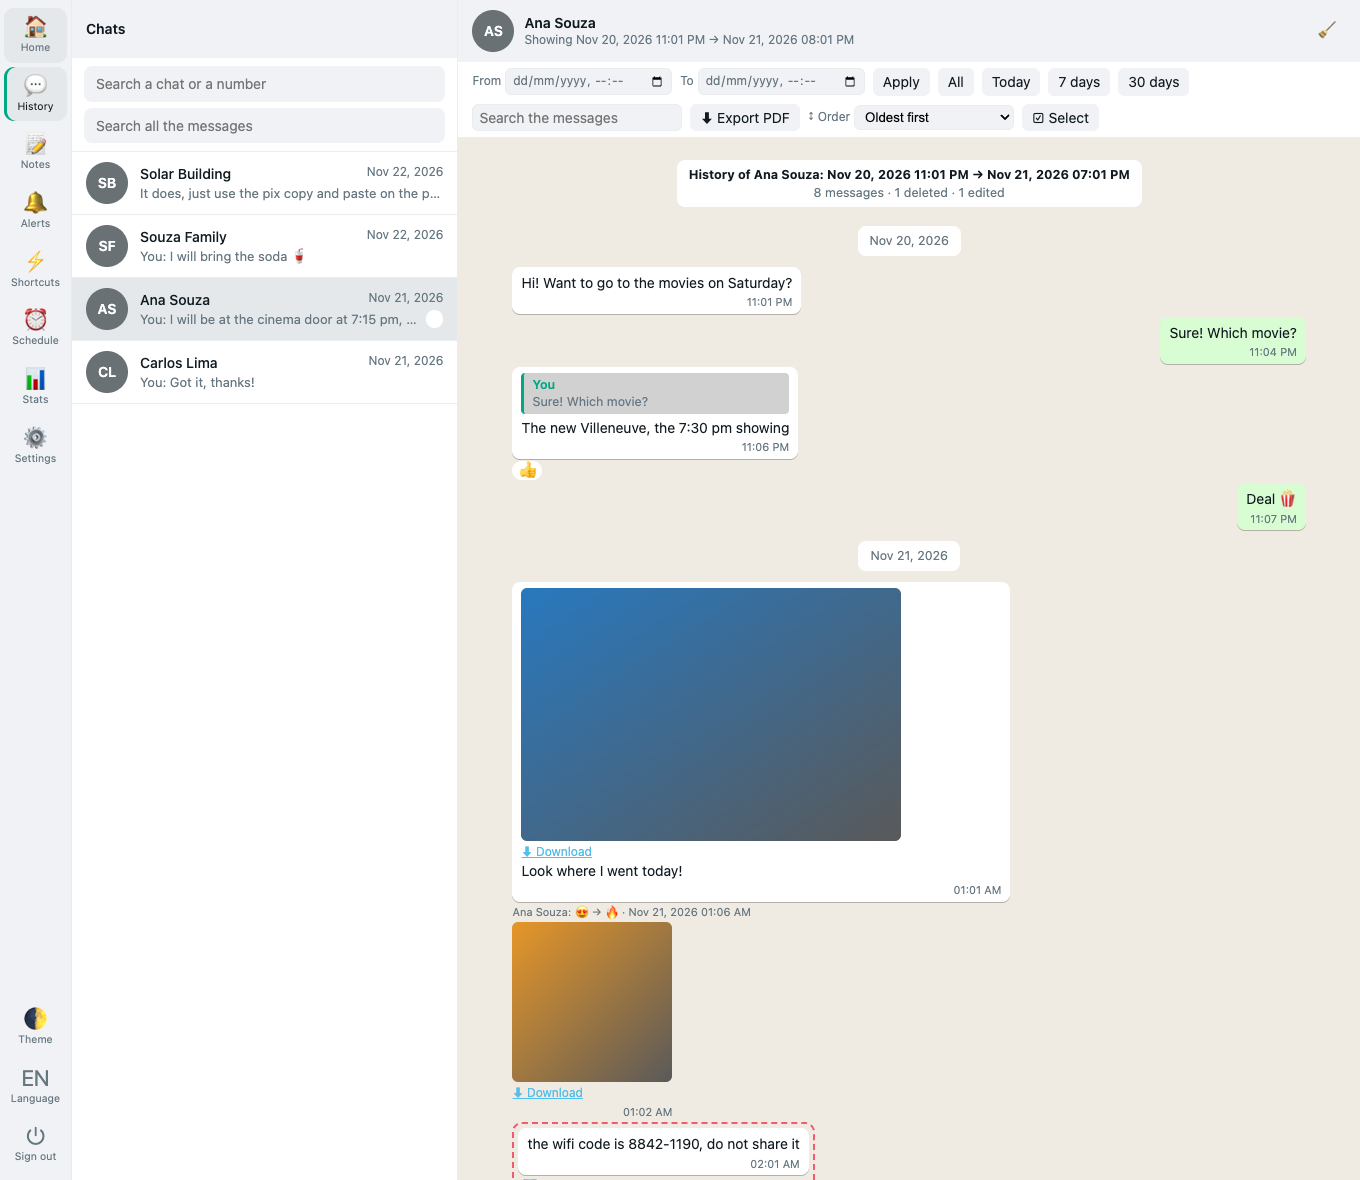 Home
History
Notes
Alerts
Shortcuts
Schedule
Stats
Settings
Theme
EN
Language
Sign out
Chats
Search a chat or a number
Search all the messages
SB
Solar Building
Nov 22, 2026
It does, just use the pix copy and paste on the p...
SF
Souza Family
Nov 22, 2026
You: I will bring the soda 🥤
AS
Ana Souza
Nov 21, 2026
You: I will be at the cinema door at 7:15 pm, ...
CL
Carlos Lima
Nov 21, 2026
You: Got it, thanks!
AS
Ana Souza
Showing Nov 20, 2026 11:01 PM → Nov 21, 2026 08:01 PM
From dd/mm/yyyy, --:-- To dd/mm/yyyy, --:-- Apply All Today 7 days 30 days
Search the messages ⬇ Export PDF ↕ Order Oldest first ☑ Select
History of Ana Souza: Nov 20, 2026 11:01 PM → Nov 21, 2026 07:01 PM
8 messages · 1 deleted · 1 edited
Nov 20, 2026
Hi! Want to go to the movies on Saturday?
11:01 PM
Sure! Which movie?
11:04 PM
You
Sure! Which movie?
The new Villeneuve, the 7:30 pm showing
11:06 PM
👍
Deal 🍿
11:07 PM
Nov 21, 2026
⬇ Download
Look where I went today!
01:01 AM
Ana Souza: 😍 → 🔥 · Nov 21, 2026 01:06 AM
⬇ Download
01:02 AM
the wifi code is 8842-1190, do not share it
02:01 AM